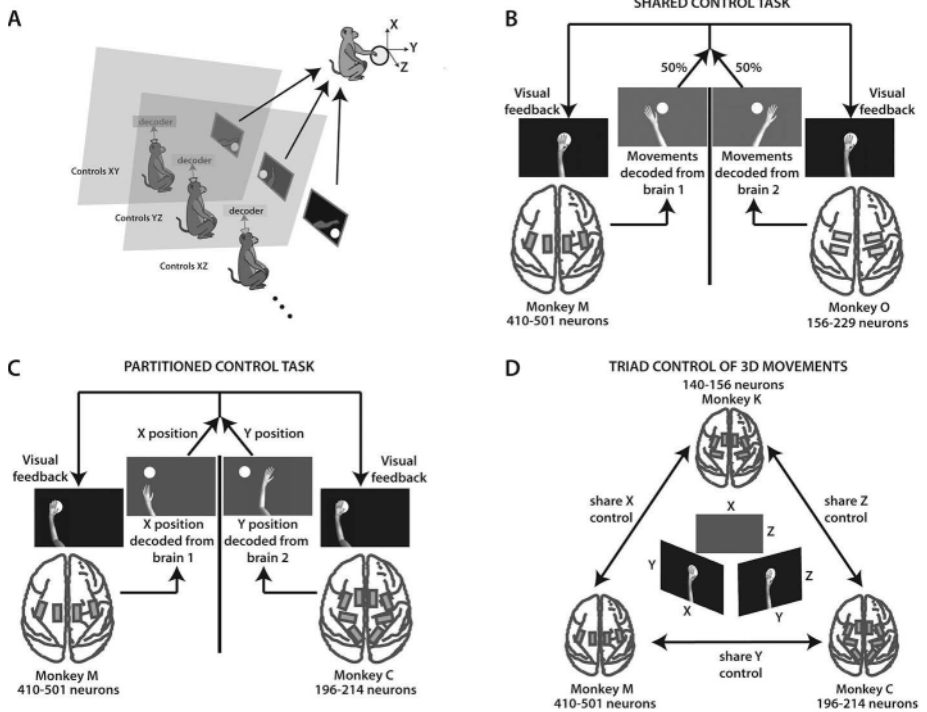 A
X
Y
Z
decoder
Controls XY
decoder
Controls YZ
decoder
Controls XZ
B
SHARED CONTROL TASK
50%
50%
Visual
feedback
Visual
feedback
Movements
decoded from
brain 1
Movements
decoded from
brain 2
Monkey M
410-501 neurons
Monkey O
156-229 neurons
C
PARTITIONED CONTROL TASK
X position
Y position
Visual
feedback
Visual
feedback
X position
decoded from
brain 1
Y position
decoded from
brain 2
Monkey M
410-501 neurons
Monkey C
196-214 neurons
D
TRIAD CONTROL OF 3D MOVEMENTS
140-156 neurons
Monkey K
share X
control
share Z
control
X
Z
Y
X
Z
Y
share Y
control
Monkey M
410-501 neurons
Monkey C
196-214 neurons